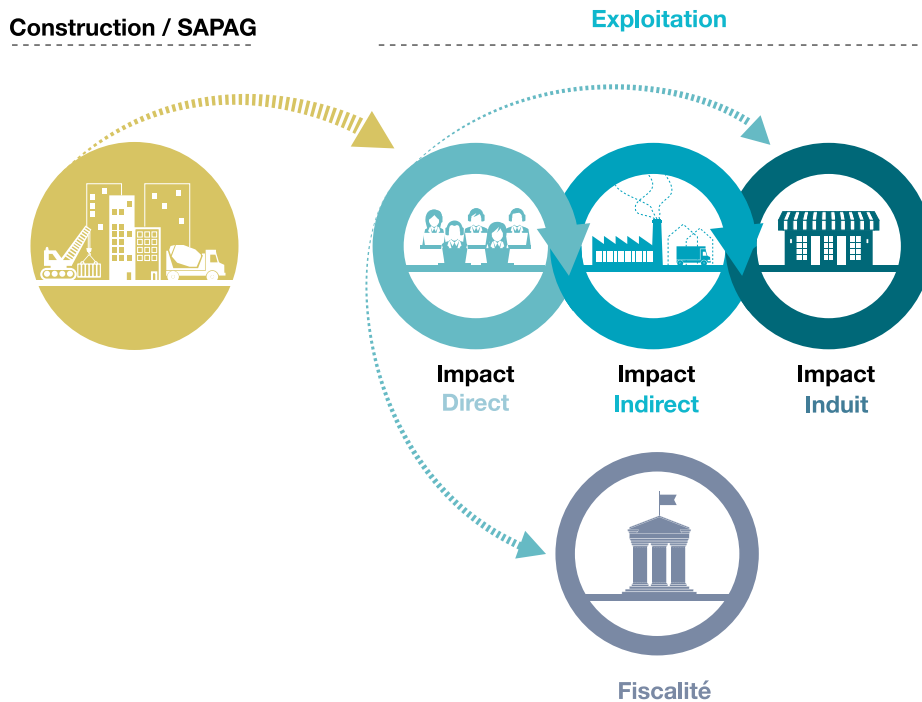 Construction / SAPAG
Exploitation
Impact
Direct
Impact
Indirect
Impact
Induit
Fiscalité